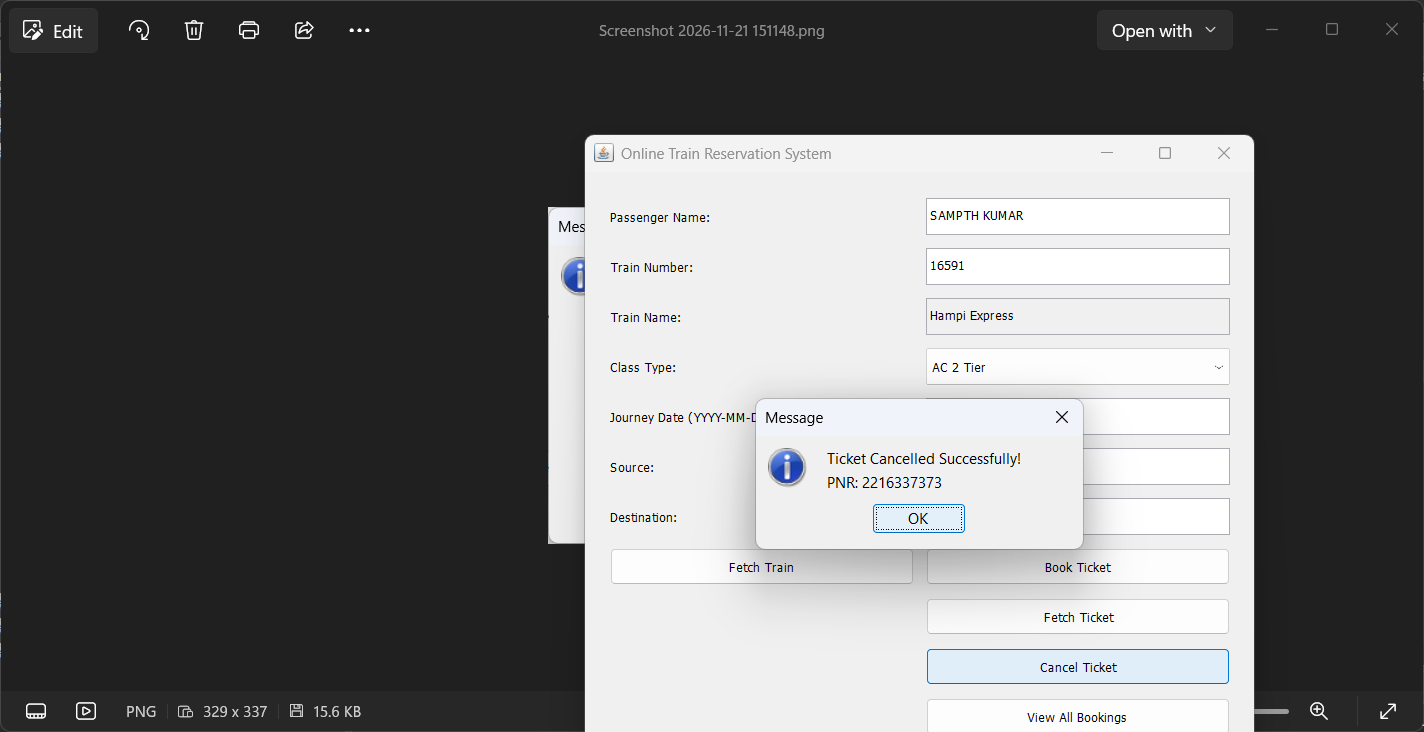 Edit
Screenshot 2026-11-21 151148.png
Open with
Online Train Reservation System
Passenger Name:
SAMPTH KUMAR
Mes
Train Number:
16591
Train Name:
Hampi Express
Class Type:
AC 2 Tier
Journey Date (YYYY-MM-D
Message
Source:
Ticket Cancelled Successfully!
PNR: 2216337373
Destination:
OK
Fetch Train
Book Ticket
Fetch Ticket
Cancel Ticket
View All Bookings
PNG
329 x 337
15.6 KB